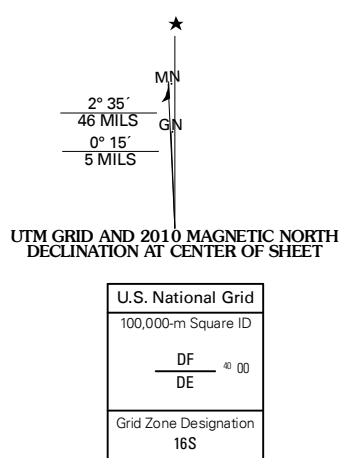 MN
2° 35´
46 MILS
GN
0° 15´
5 MILS
UTM GRID AND 2010 MAGNETIC NORTH
DECLINATION AT CENTER OF SHEET
U.S. National Grid
100,000-m Square ID
DF
40 00
DE
Grid Zone Designation
16S